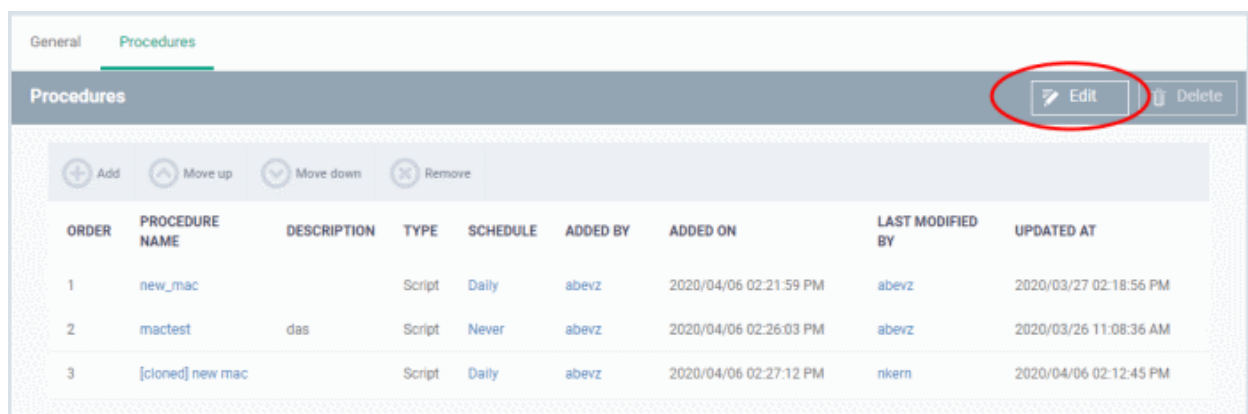 General Procedures
Procedures Edit Delete
Add Move up Move down Remove
ORDER PROCEDURE NAME DESCRIPTION TYPE SCHEDULE ADDED BY ADDED ON LAST MODIFIED BY UPDATED AT
1 new_mac Script Daily abevz 2020/04/06 02:21:59 PM abevz 2020/03/27 02:18:56 PM
2 mactest das Script Never abevz 2020/04/06 02:26:03 PM abevz 2020/03/26 11:08:36 AM
3 [cloned] new mac Script Daily abevz 2020/04/06 02:27:12 PM nkern 2020/04/06 02:12:45 PM